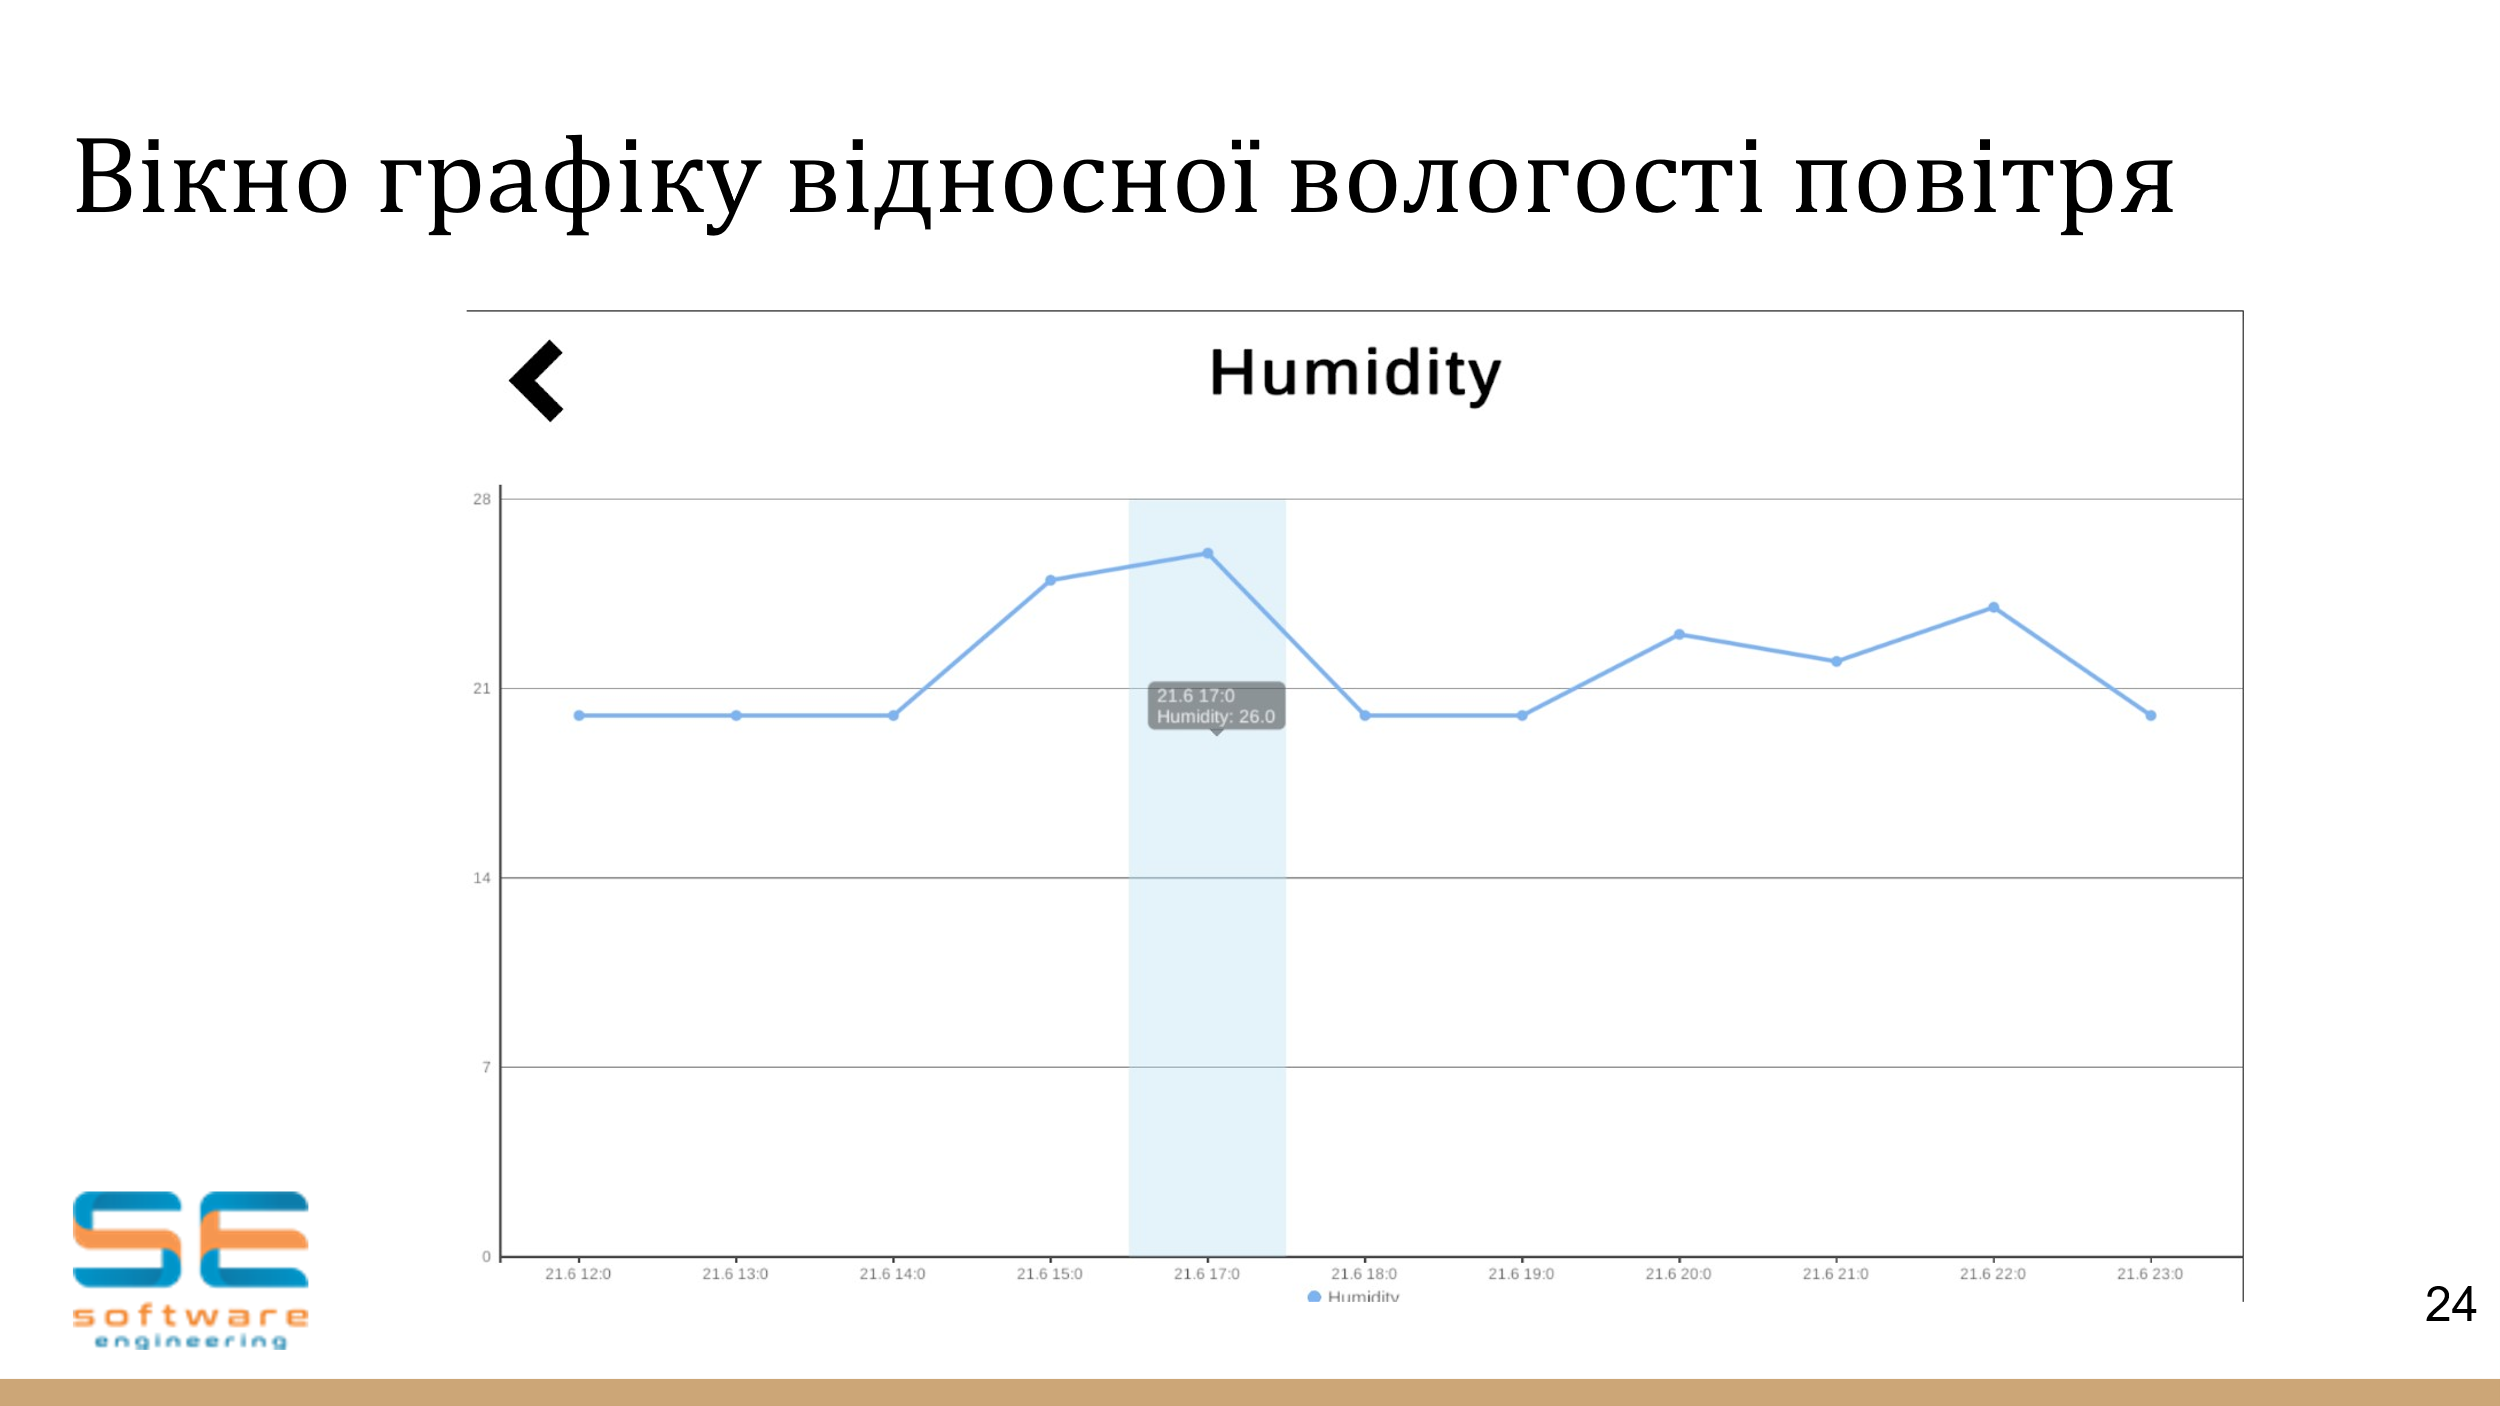 Вікно графіку відносної вологості повітря
Humidity
28
21
14
7
0
21.6 17:0
Humidity: 26.0
21.6 12:0 21.6 13:0 21.6 14:0 21.6 15:0 21.6 17:0 21.6 18:0 21.6 19:0 21.6 20:0 21.6 21:0 21.6 22:0 21.6 23:0
Humidity
SE
software
engineering
24